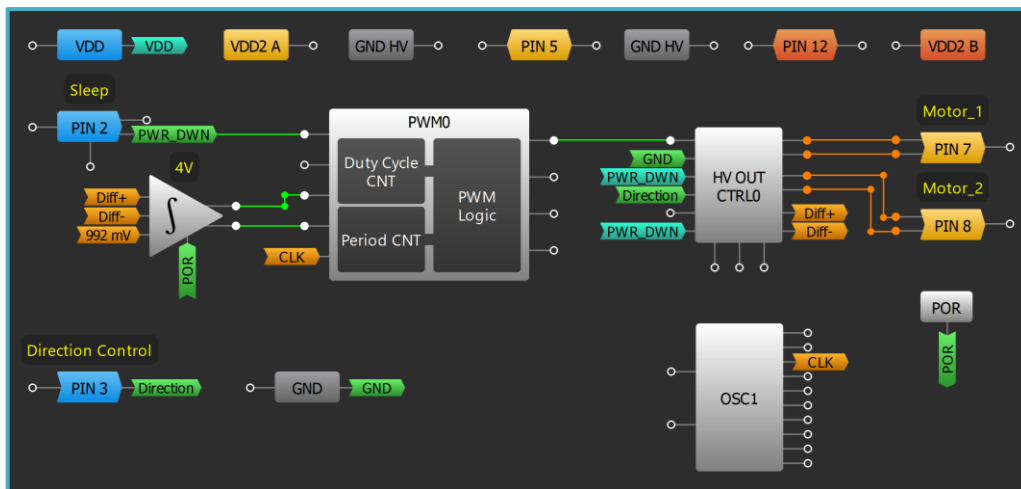 VDD
VDD
VDD2 A
GND HV
PIN 5
GND HV
PIN 12
VDD2 B
Sleep
PIN 2
PWR_DWN
4V
Diff+
Diff-
992 mV
∫
POR
PWM0
Duty Cycle
CNT
PWM
Logic
Period CNT
CLK
GND
PWR_DWN
Direction
PWR_DWN
HV OUT
CTRL0
Diff+
Diff-
Motor_1
PIN 7
Motor_2
PIN 8
Direction Control
PIN 3
Direction
GND
GND
OSC1
CLK
POR
POR